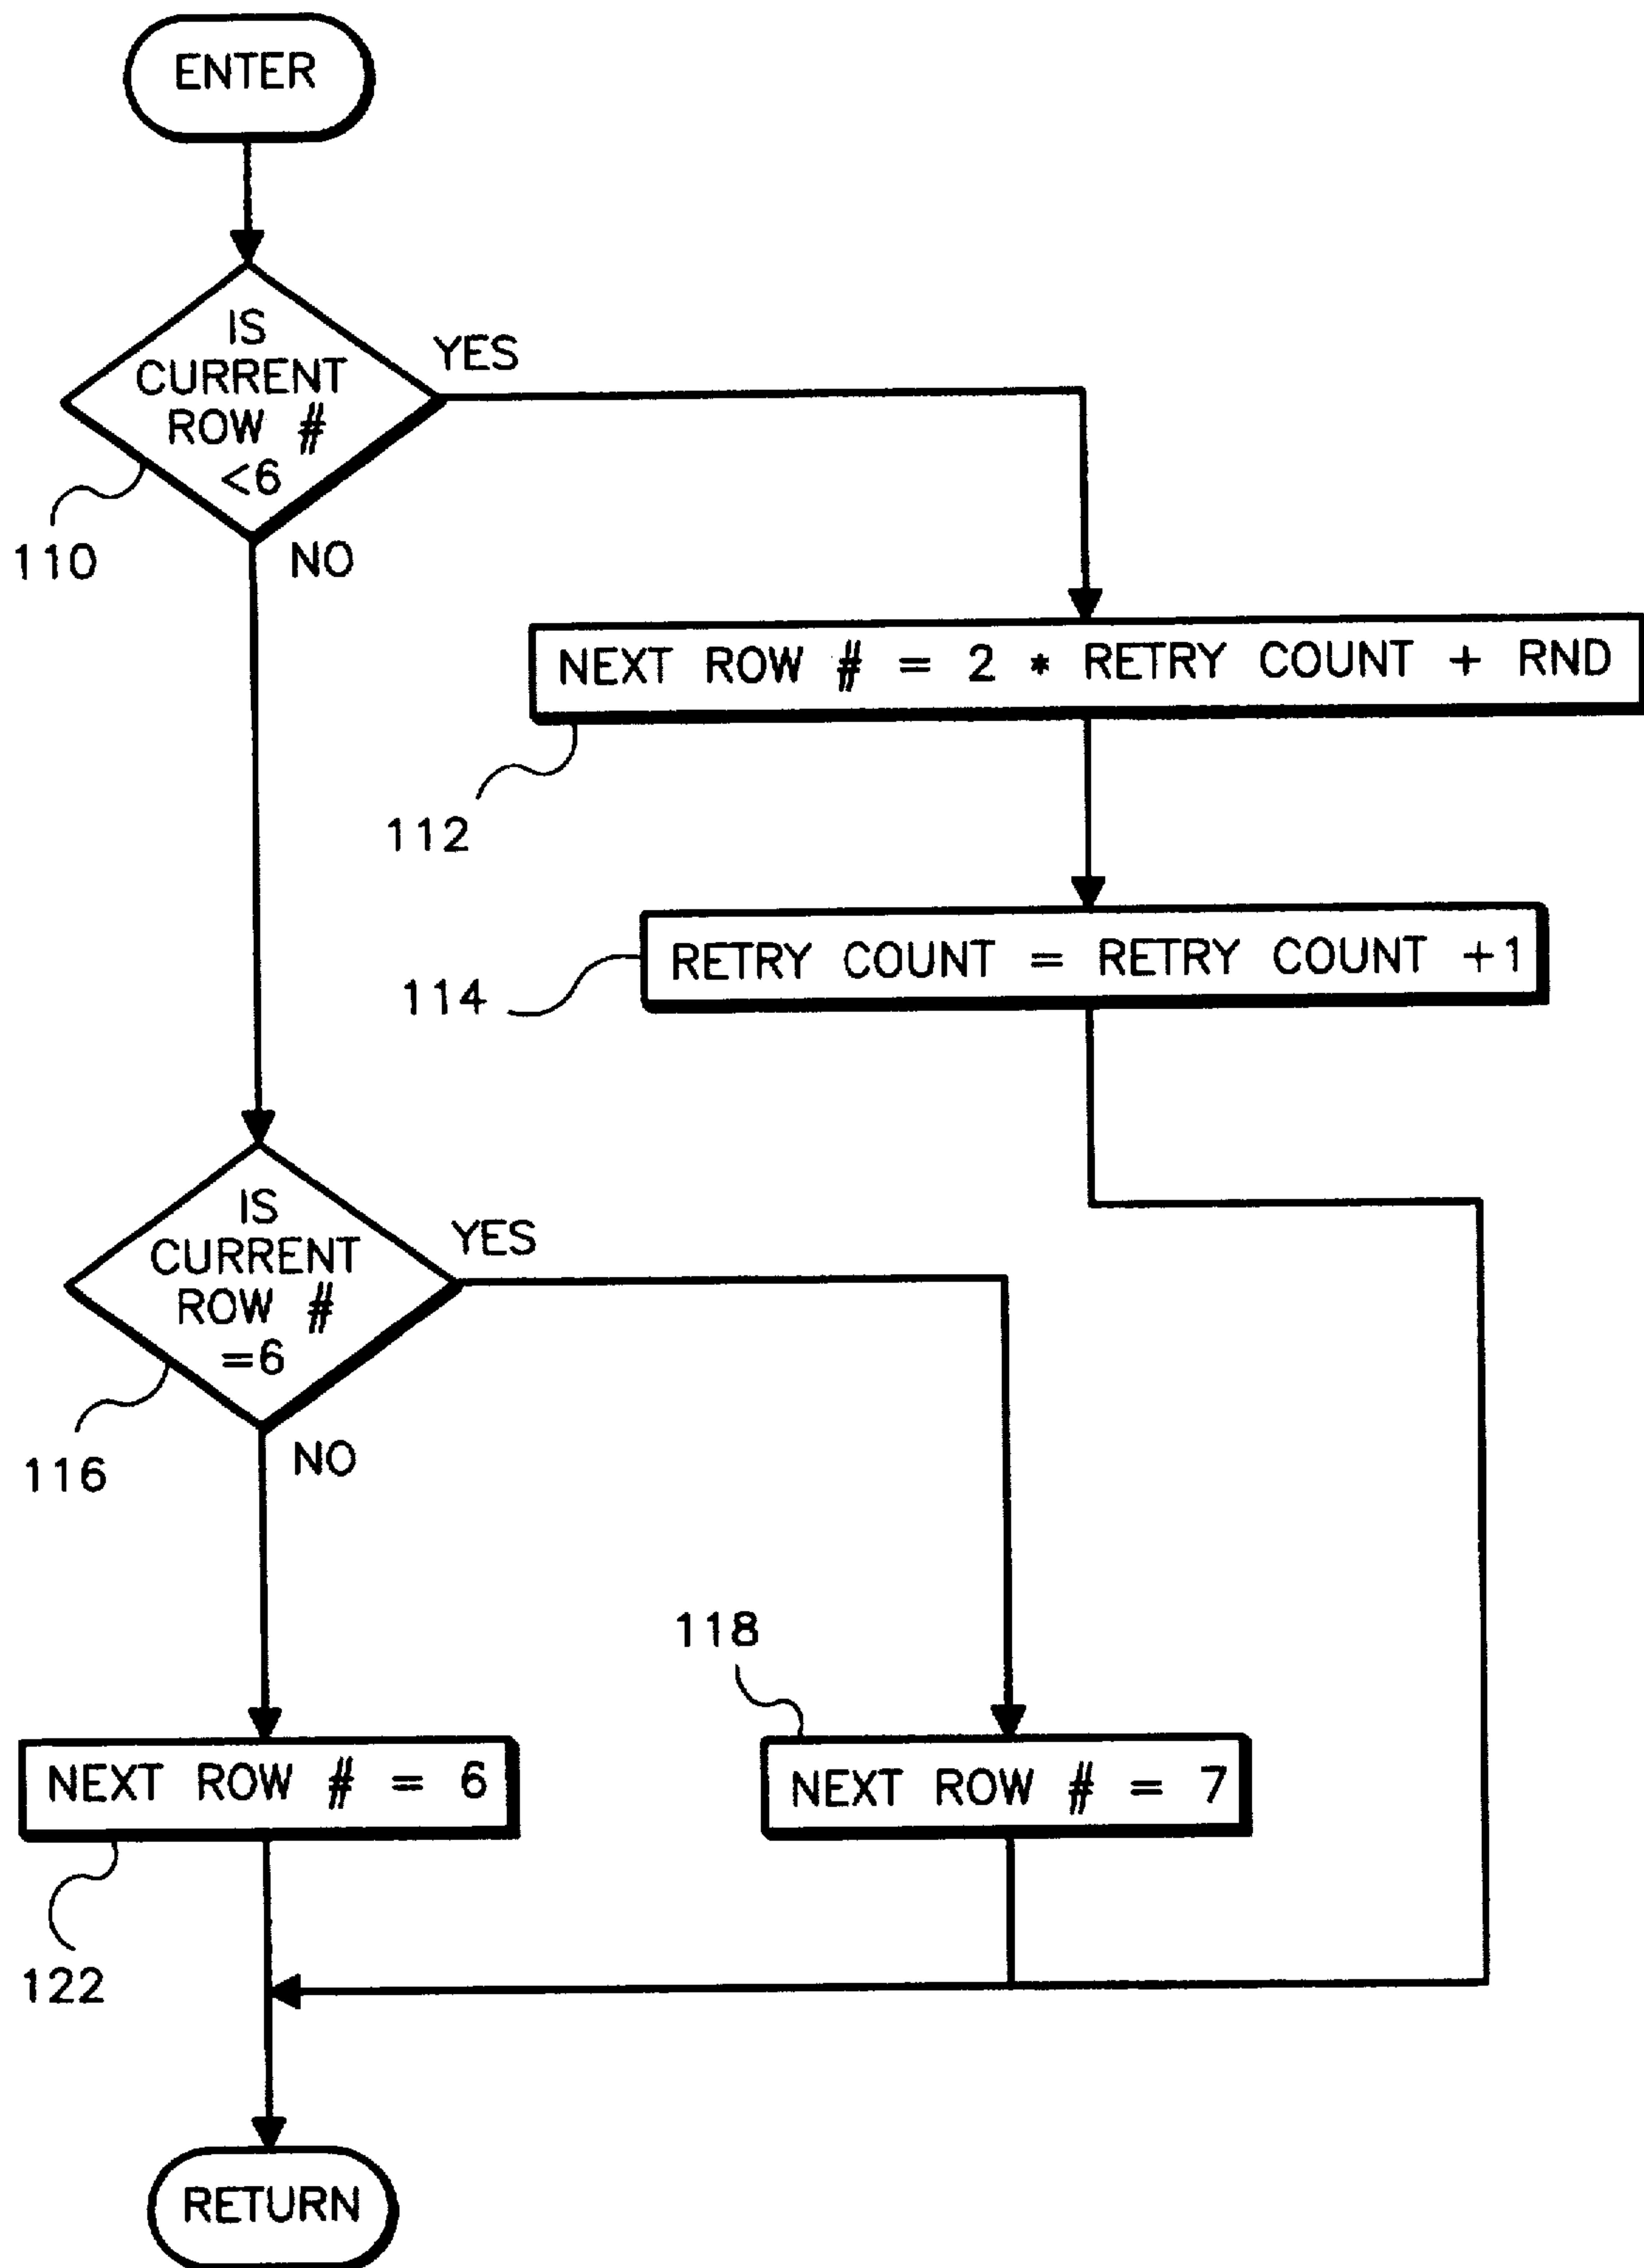 ENTER
IS
CURRENT
ROW #
<6
YES
110
NO
NEXT ROW # = 2 * RETRY COUNT + RND
112
RETRY COUNT = RETRY COUNT +1
114
IS
CURRENT
ROW #
=6
YES
116
NO
118
NEXT ROW # = 6
NEXT ROW # = 7
122
RETURN